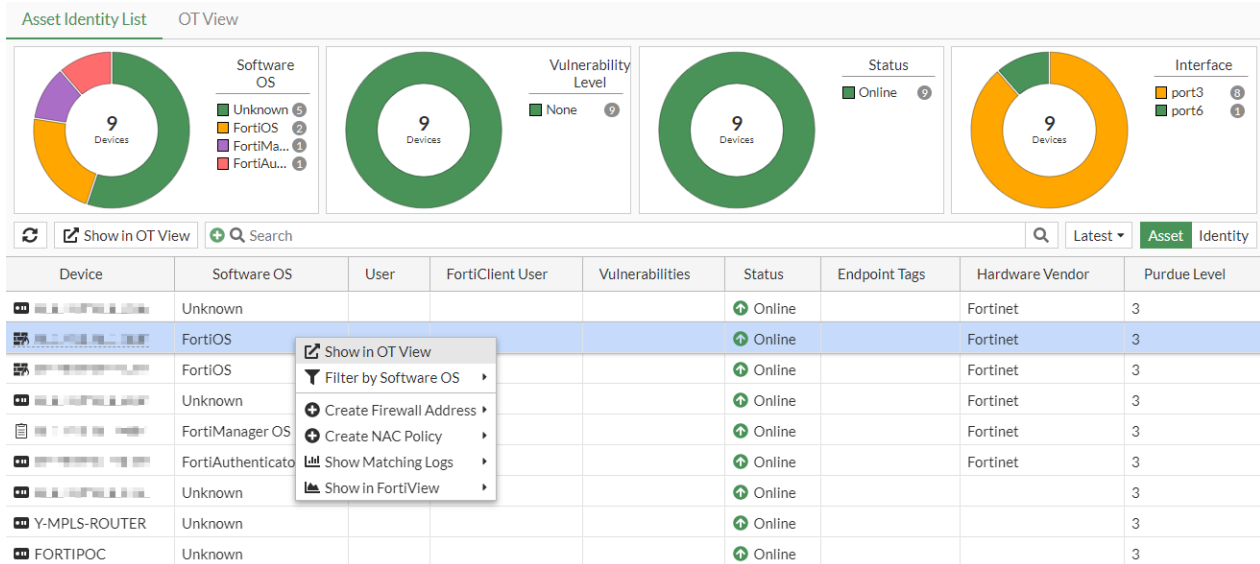 Asset Identity List OT View
Software OS
9 Devices
Unknown 5
FortiOS 2
FortiMa... 1
FortiAu... 1
Vulnerability Level
9 Devices
None 9
Status
9 Devices
Online 9
Interface
9 Devices
port3 8
port6 1
Show in OT View Search Latest Asset Identity
Device Software OS User FortiClient User Vulnerabilities Status Endpoint Tags Hardware Vendor Purdue Level
Unknown Online Fortinet 3
FortiOS Online Fortinet 3
FortiOS Online Fortinet 3
Unknown Online Fortinet 3
FortiManager OS Online Fortinet 3
FortiAuthenticato Online Fortinet 3
Unknown Online 3
Y-MPLS-ROUTER Unknown Online 3
FORTIPOC Unknown Online 3
Show in OT View
Filter by Software OS
Create Firewall Address
Create NAC Policy
Show Matching Logs
Show in FortiView